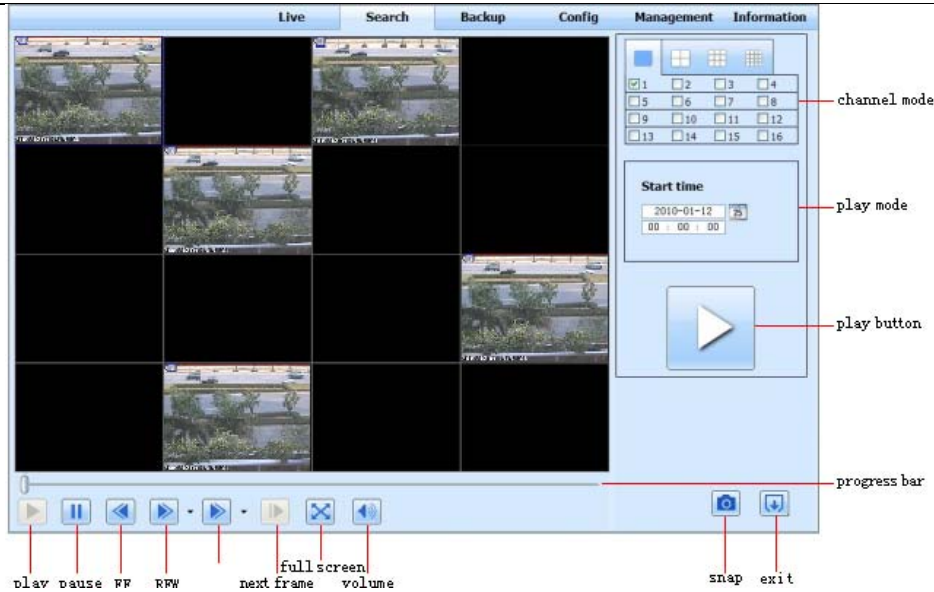 Live Search Backup Config Management Information
1 2 3 4
5 6 7 8
9 10 11 12
13 14 15 16
channel mode
Start time
2010-01-12
25
00 : 00 : 00
play mode
play button
progress bar
full screen
play pause FF RFW next frame volume
snap exit